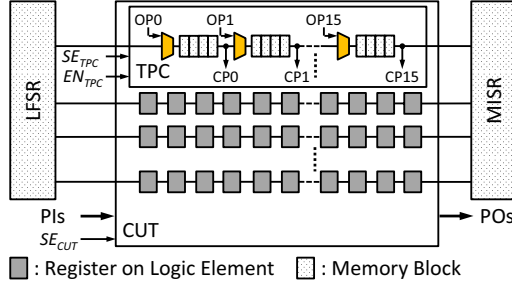 OP0 OP1 OP15
SE_TPC
EN_TPC
TPC CP0 CP1 CP15
LFSR
MISR
PIs POs
SE_CUT CUT
: Register on Logic Element : Memory Block